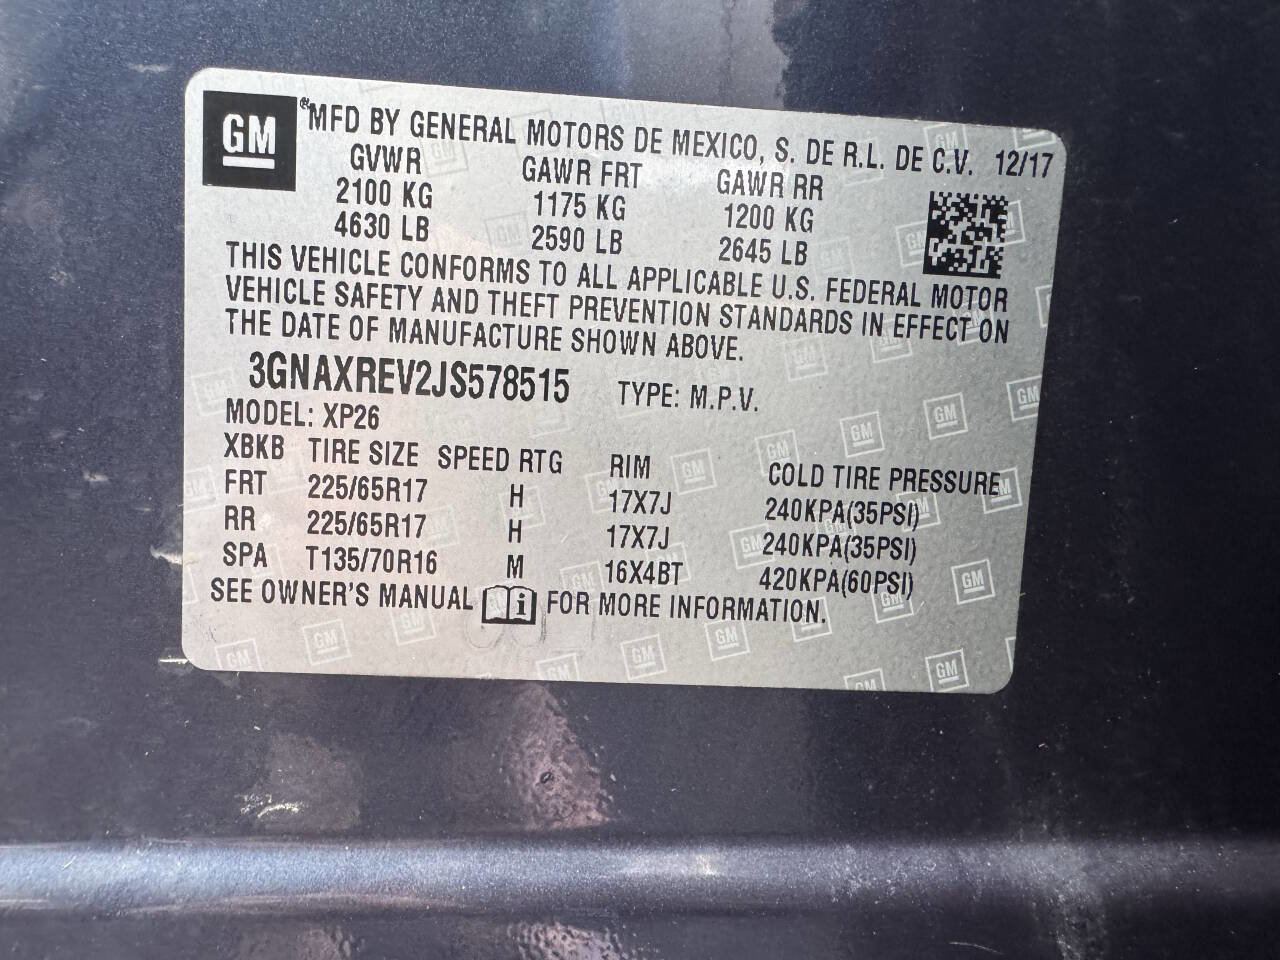 GM ®MFD BY GENERAL MOTORS DE MEXICO, S. DE R.L. DE C.V. 12/17
GVWR GAWR FRT GAWR RR
2100 KG 1175 KG 1200 KG
4630 LB 2590 LB 2645 LB
THIS VEHICLE CONFORMS TO ALL APPLICABLE U.S. FEDERAL MOTOR
VEHICLE SAFETY AND THEFT PREVENTION STANDARDS IN EFFECT ON
THE DATE OF MANUFACTURE SHOWN ABOVE.
3GNAXREV2JS578515 TYPE: M.P.V.
MODEL: XP26
XBKB TIRE SIZE SPEED RTG RIM COLD TIRE PRESSURE
FRT 225/65R17 H 17X7J 240KPA(35PSI)
RR 225/65R17 H 17X7J 240KPA(35PSI)
SPA T135/70R16 M 16X4BT 420KPA(60PSI)
SEE OWNER'S MANUAL i FOR MORE INFORMATION.